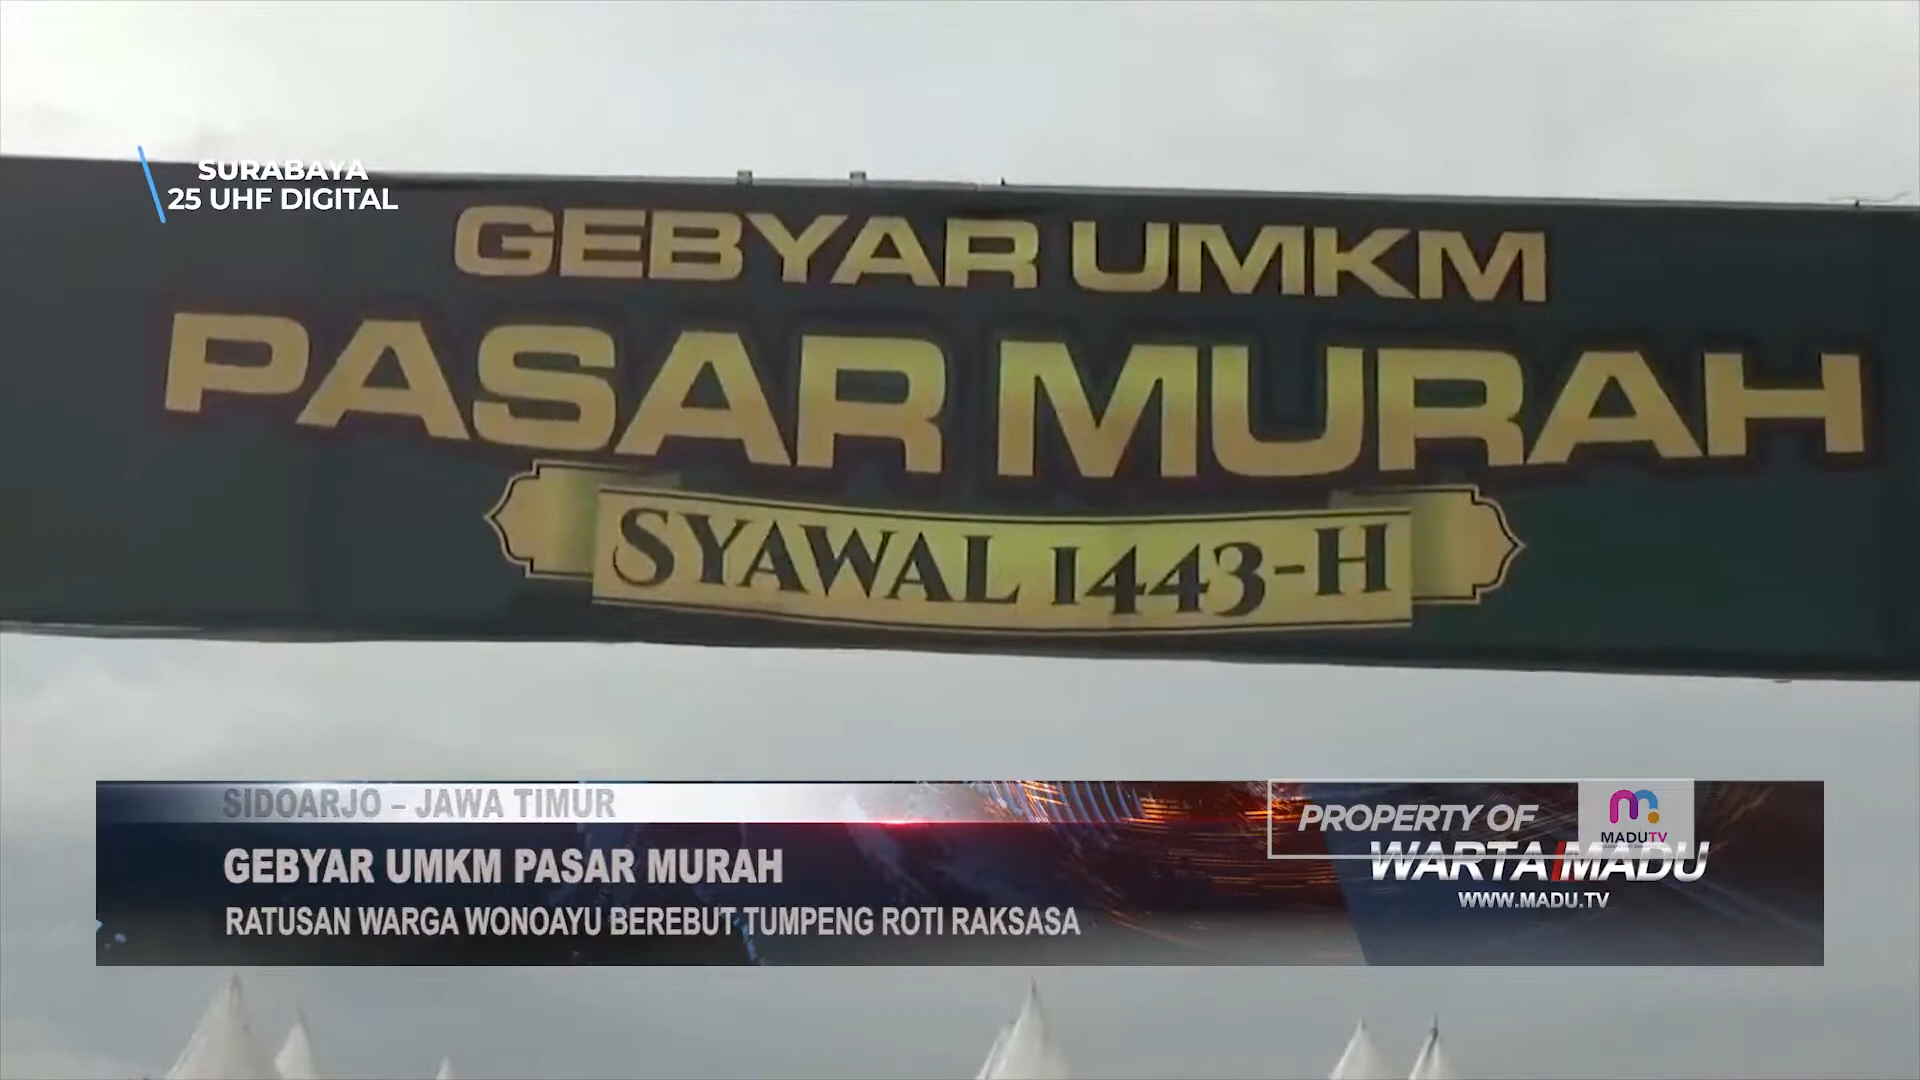 SURABAYA
25 UHF DIGITAL
GEBYAR UMKM
PASAR MURAH
SYAWAL 1443-H
SIDOARJO – JAWA TIMUR
GEBYAR UMKM PASAR MURAH
RATUSAN WARGA WONOAYU BEREBUT TUMPENG ROTI RAKSASA
PROPERTY OF
MADUTV
WARTA MADU
WWW.MADU.TV